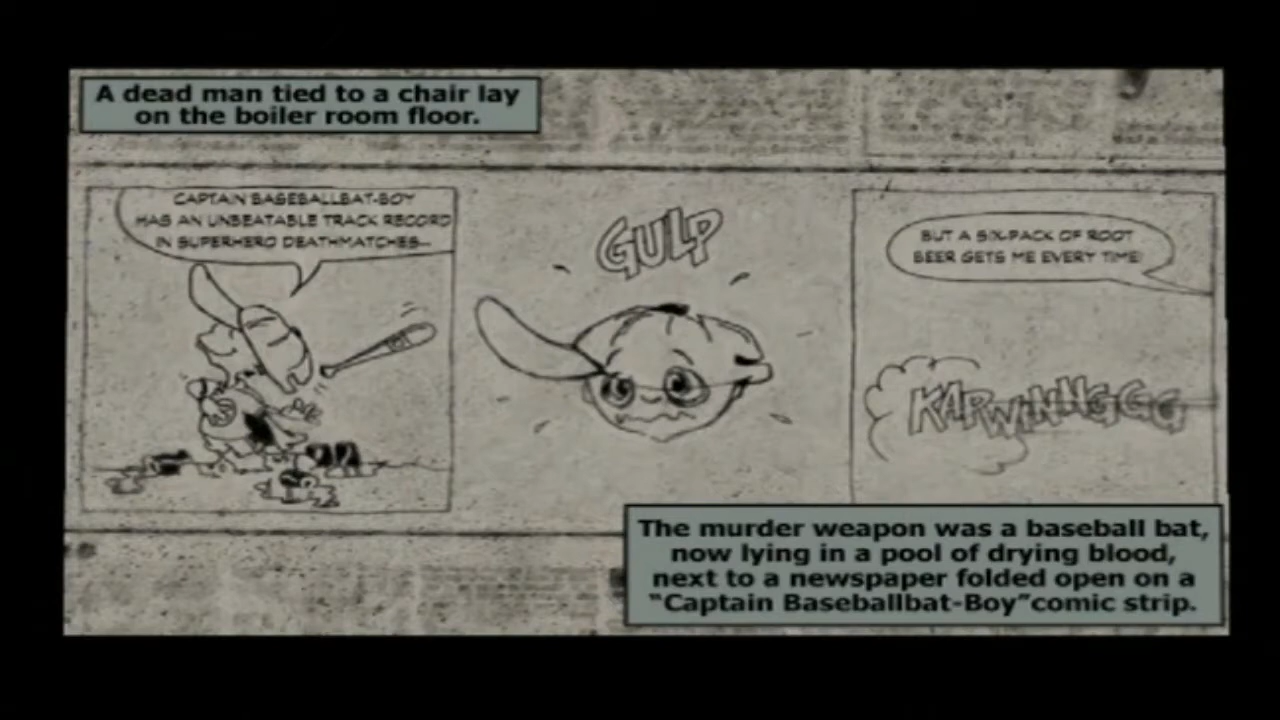 A dead man tied to a chair lay
on the boiler room floor.
CAPTAIN BASEBALLBAT-BOY
HAS AN UNBEATABLE TRACK RECORD
IN SUPERHERO DEATHMATCHES...
GULP
BUT A SIX-PACK OF ROOT
BEER GETS ME EVERY TIME!
KARWINNGGG
The murder weapon was a baseball bat,
now lying in a pool of drying blood,
next to a newspaper folded open on a
"Captain Baseballbat-Boy"comic strip.